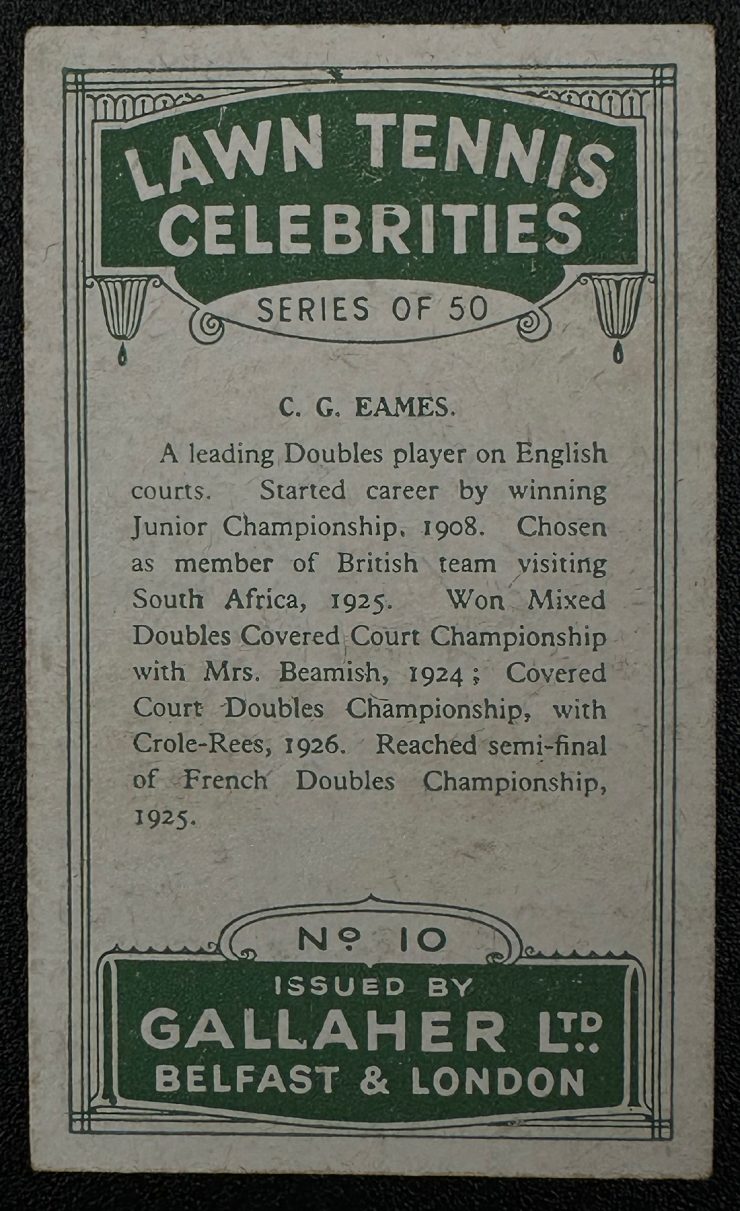 LAWN TENNIS
CELEBRITIES
SERIES OF 50
C. G. EAMES.
A leading Doubles player on English
courts. Started career by winning
Junior Championship, 1908. Chosen
as member of British team visiting
South Africa, 1925. Won Mixed
Doubles Covered Court Championship
with Mrs. Beamish, 1924; Covered
Court Doubles Championship, with
Crole-Rees, 1926. Reached semi-final
of French Doubles Championship,
1925.
Nº 10
ISSUED BY
GALLAHER LTD.
BELFAST & LONDON